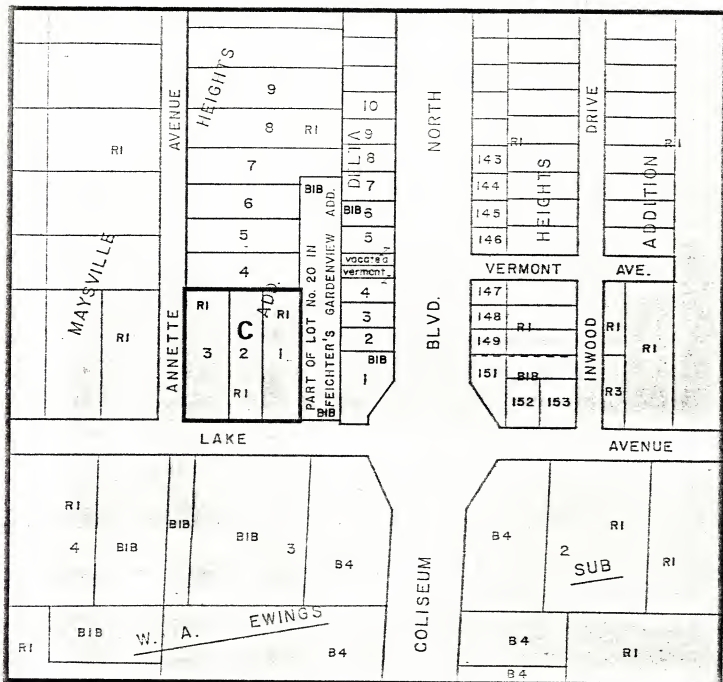 MAYSVILLE
HEIGHTS
ADD.
ANNETTE AVENUE
DELTA
PART OF LOT No. 20 IN
FEICHTER'S GARDENVIEW ADD.
COLISEUM BLVD. NORTH
HEIGHTS
INWOOD DRIVE
ADDITION
VERMONT AVE.
LAKE AVENUE
R1
R1
9
8 R1
7
6
5
4
R1
C
R1
3
2
1
R1
B1B
B1B
10
9
8
7
B1B 6
5
vacated
vermont
4
3
2
B1B
1
143
144
145
146
147
148
149
151
152
153
R1
R1
R1
B1B
R1
R1
R3
R1
4
B1B
B1B
B1B
3
B4
B4
2
R1
SUB
R1
R1
B1B
W. A. EWINGS
B4
B4
B4
R1